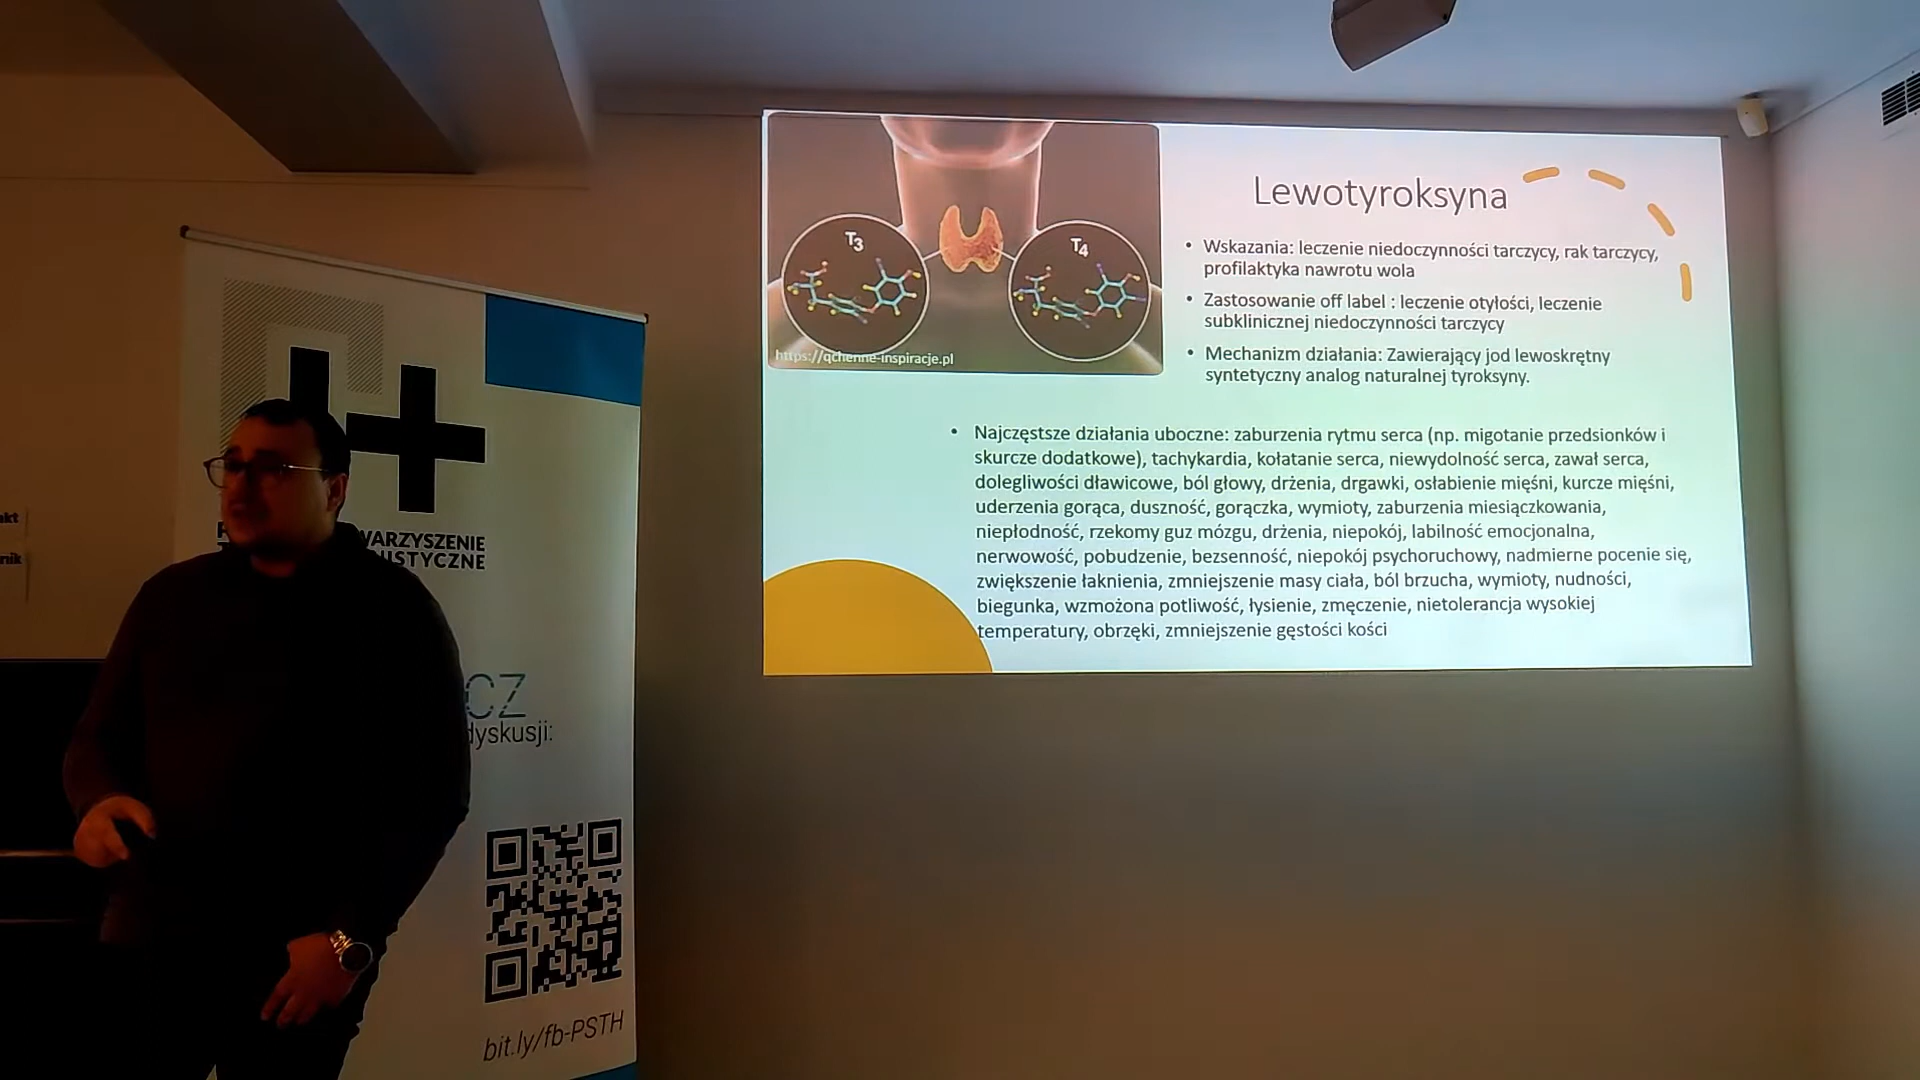 Lewotyroksyna
T3
T4
https://qchenne-inspiracje.pl
• Wskazania: leczenie niedoczynności tarczycy, rak tarczycy,
profilaktyka nawrotu wola
• Zastosowanie off label : leczenie otyłości, leczenie
subklinicznej niedoczynności tarczycy
• Mechanizm działania: Zawierający jod lewoskrętny
syntetyczny analog naturalnej tyroksyny.
• Najczęstsze działania uboczne: zaburzenia rytmu serca (np. migotanie przedsionków i
skurcze dodatkowe), tachykardia, kołatanie serca, niewydolność serca, zawał serca,
dolegliwości dławicowe, ból głowy, drżenia, drgawki, osłabienie mięśni, kurcze mięśni,
uderzenia gorąca, duszność, gorączka, wymioty, zaburzenia miesiączkowania,
niepłodność, rzekomy guz mózgu, drżenia, niepokój, labilność emocjonalna,
nerwowość, pobudzenie, bezsenność, niepokój psychoruchowy, nadmierne pocenie się,
zwiększenie łaknienia, zmniejszenie masy ciała, ból brzucha, wymioty, nudności,
biegunka, wzmożona potliwość, łysienie, zmęczenie, nietolerancja wysokiej
temperatury, obrzęki, zmniejszenie gęstości kości
H+
WARZYSZENIE
NISTYCZNE
CZ
dyskusji:
bit.ly/fb-PSTH
akt
nik